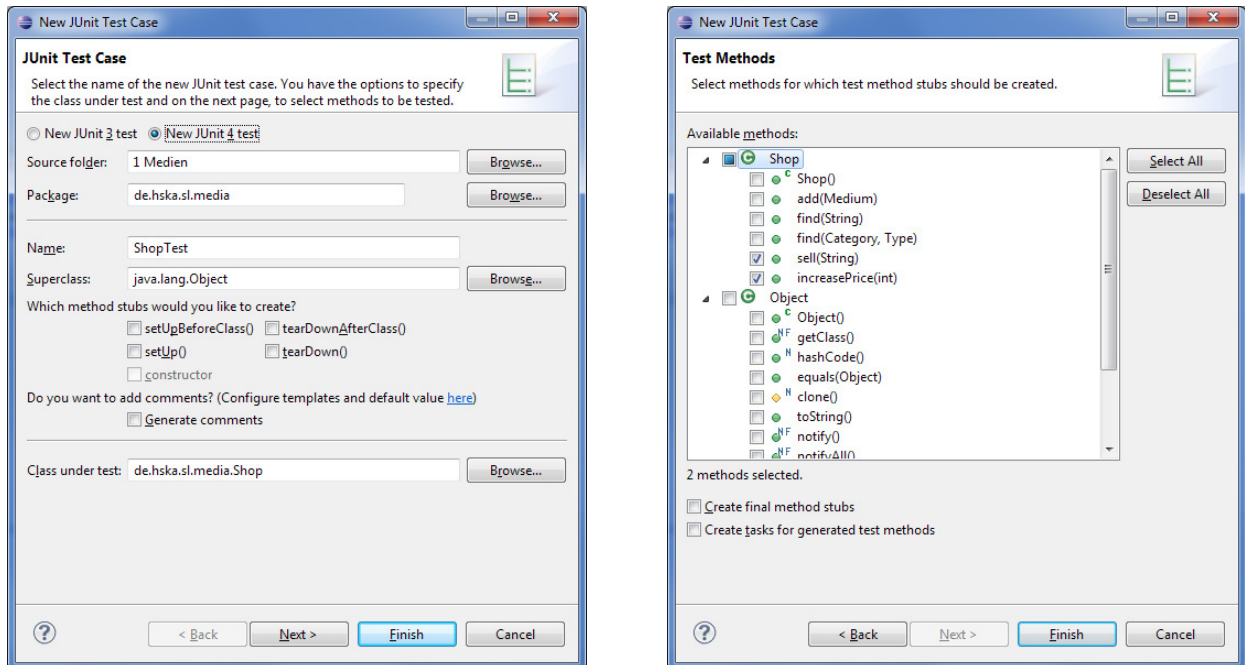 New JUnit Test Case
JUnit Test Case
Select the name of the new JUnit test case. You have the options to specify
the class under test and on the next page, to select methods to be tested.
New JUnit 3 test New JUnit 4 test
Source folder: 1 Medien Browse...
Package: de.hska.sl.media Browse...
Name: ShopTest
Superclass: java.lang.Object Browse...
Which method stubs would you like to create?
setUpBeforeClass() tearDownAfterClass()
setUp() tearDown()
constructor
Do you want to add comments? (Configure templates and default value here)
Generate comments
Class under test: de.hska.sl.media.Shop Browse...
? < Back Next > Finish Cancel
New JUnit Test Case
Test Methods
Select methods for which test method stubs should be created.
Available methods:
C Shop
C Shop()
add(Medium)
find(String)
find(Category, Type)
sell(String)
increasePrice(int)
C Object
C Object()
N F getClass()
N hashCode()
equals(Object)
N clone()
toString()
N F notify()
N F notifyAll()
Select All
Deselect All
2 methods selected.
Create final method stubs
Create tasks for generated test methods
? < Back Next > Finish Cancel